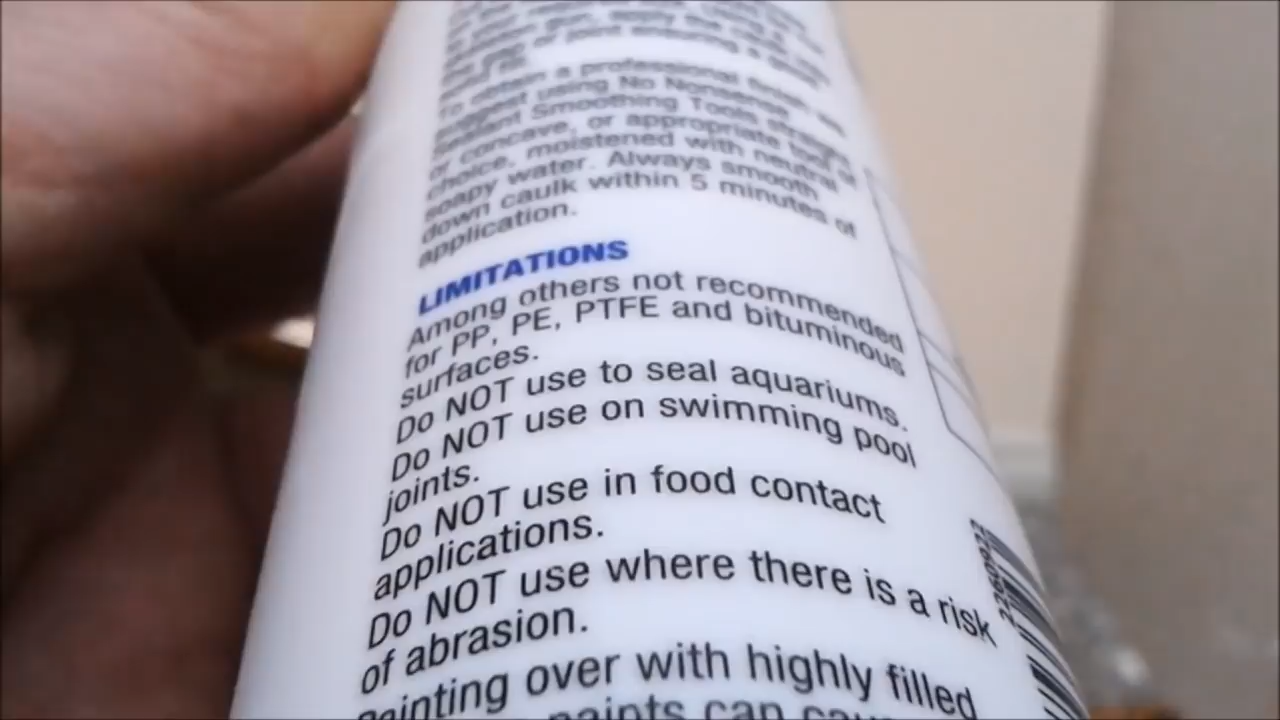 To obtain a professional finish, we
suggest using No Nonsense
Sealant Smoothing Tools straight
or concave, or appropriate tool of
choice, moistened with neutral
soapy water. Always smooth
down caulk within 5 minutes of
application.
LIMITATIONS
Among others not recommended
for PP, PE, PTFE and bituminous
surfaces.
Do NOT use to seal aquariums.
Do NOT use on swimming pool
joints.
Do NOT use in food contact
applications.
Do NOT use where there is a risk
of abrasion.
Painting over with highly filled
paints can